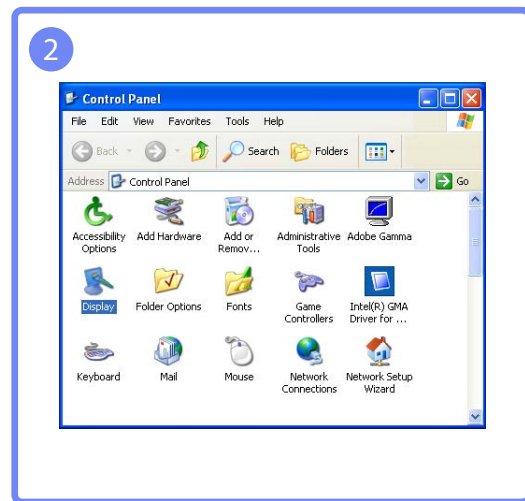 2
Control Panel
File Edit View Favorites Tools Help
Back Search Folders
Address Control Panel Go
Accessibility Options Add Hardware Add or Remov... Administrative Tools Adobe Gamma
Display Folder Options Fonts Game Controllers Intel(R) GMA Driver for ...
Keyboard Mail Mouse Network Connections Network Setup Wizard